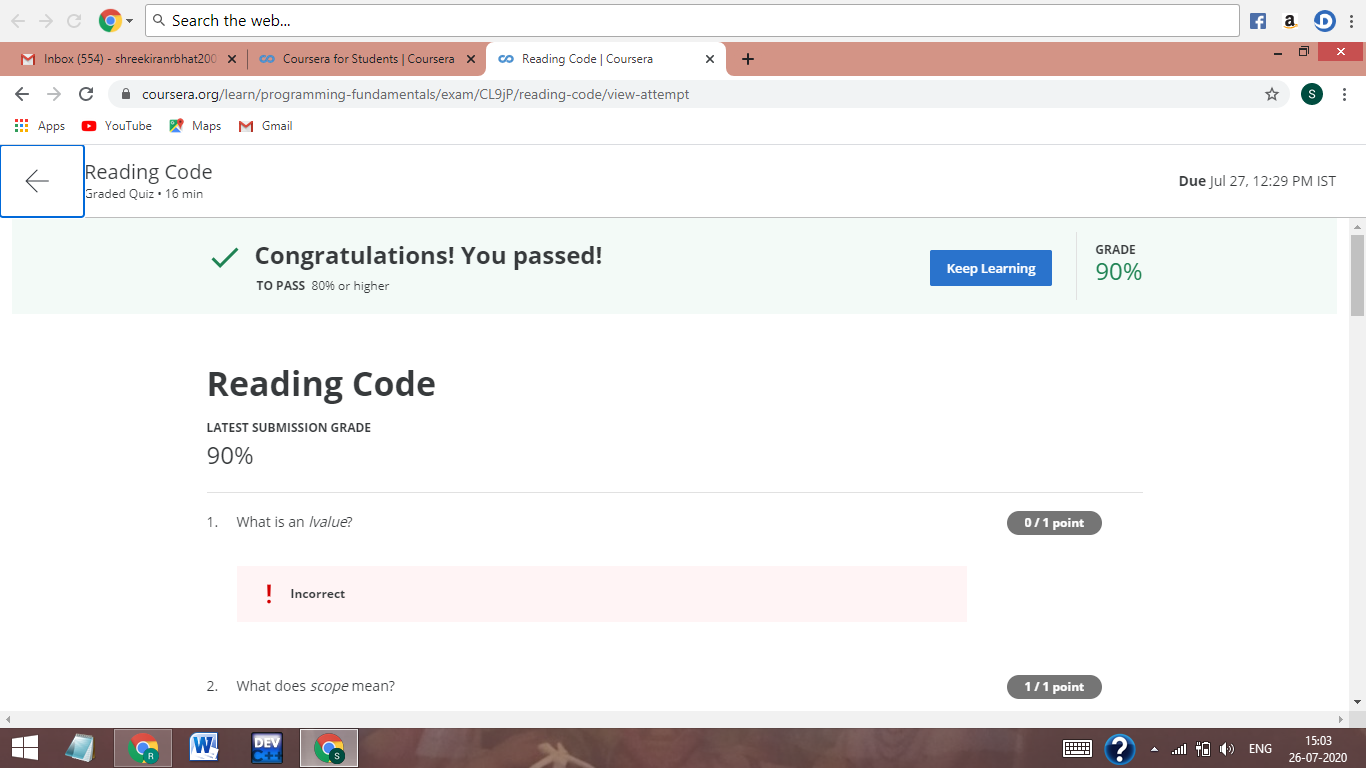 Search the web...
Inbox (554) - shreekiranrbhat200
Coursera for Students | Coursera
Reading Code | Coursera
coursera.org/learn/programming-fundamentals/exam/CL9jP/reading-code/view-attempt
S
Apps
YouTube
Maps
Gmail
Reading Code
Graded Quiz • 16 min
Due Jul 27, 12:29 PM IST
Congratulations! You passed!
TO PASS 80% or higher
Keep Learning
GRADE
90%
Reading Code
LATEST SUBMISSION GRADE
90%
1. What is an lvalue?
0 / 1 point
! Incorrect
2. What does scope mean?
1 / 1 point
R
W
DEV
C++
S
?
ENG
15:03
26-07-2020